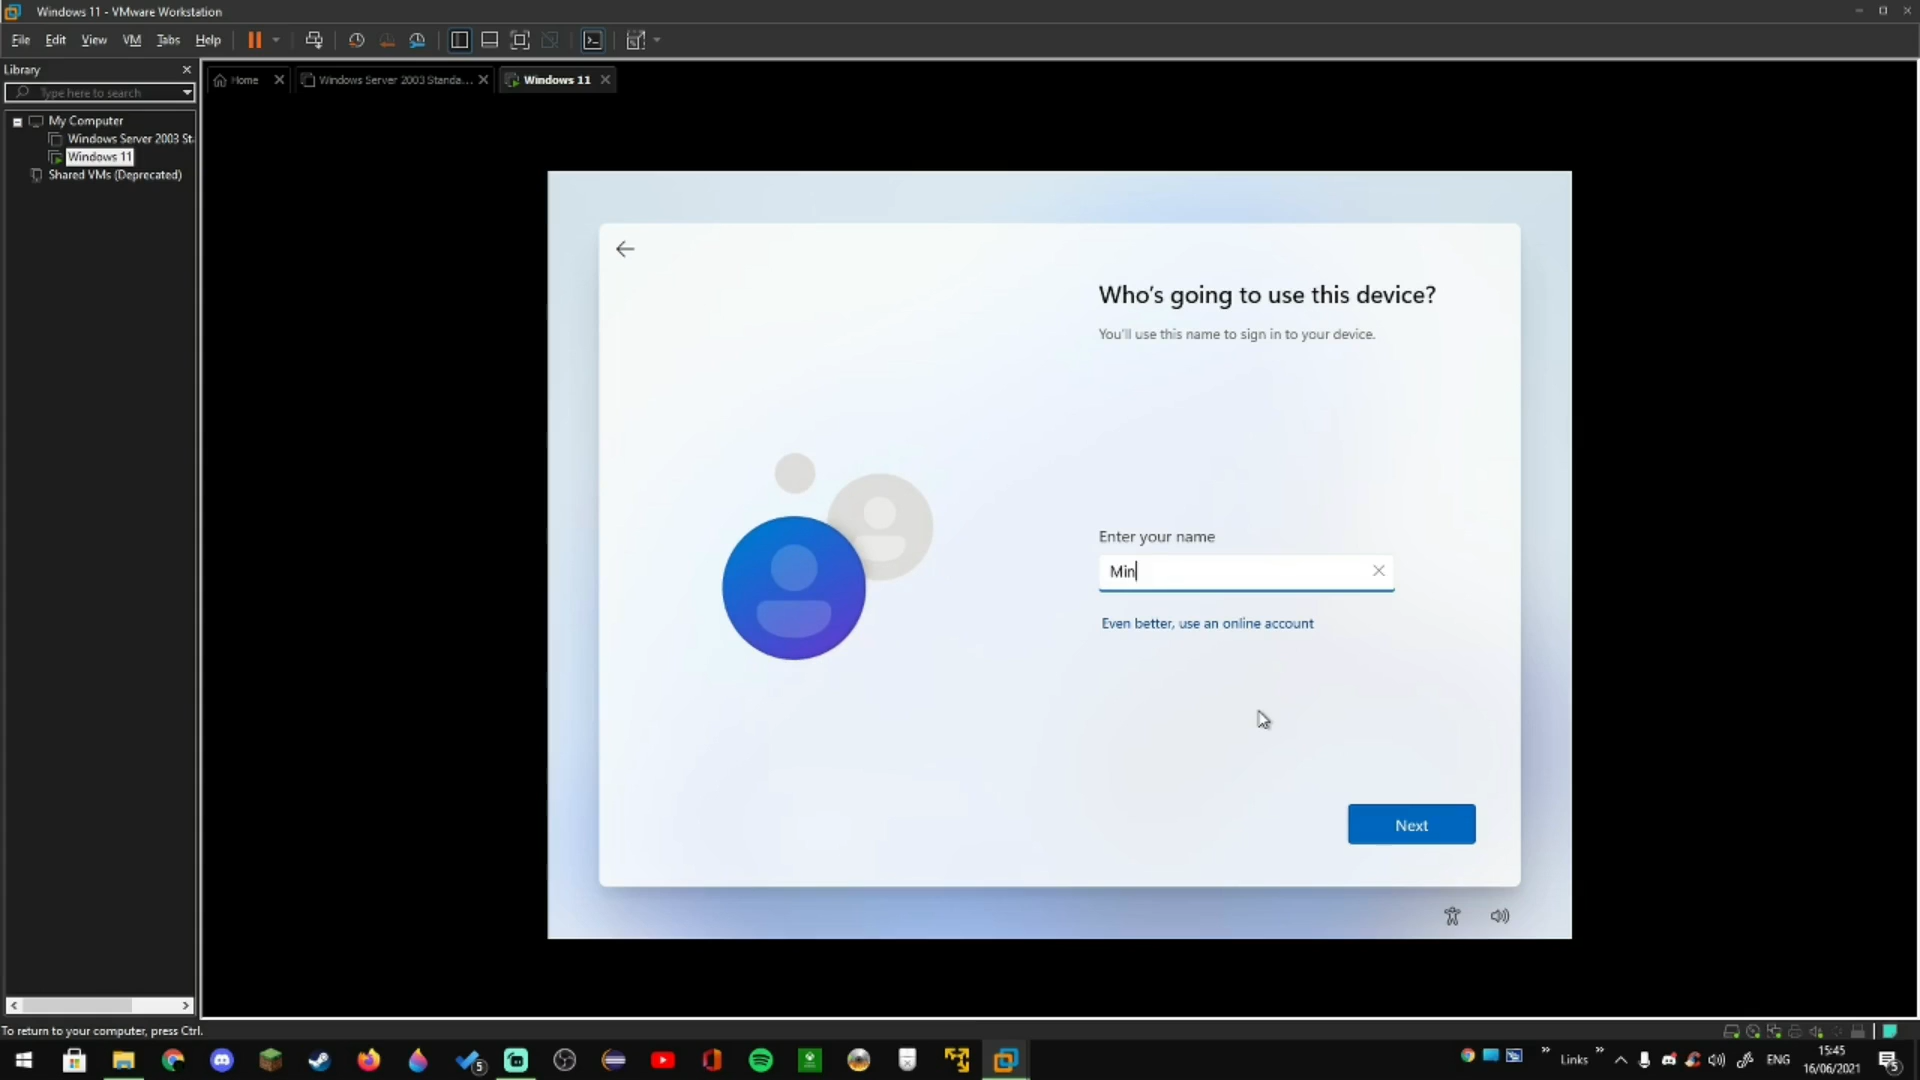 Windows 11 - VMware Workstation
File Edit View VM Tabs Help
Library
Type here to search
Home
Windows Server 2003 Standa...
Windows 11
My Computer
Windows Server 2003 St
Windows 11
Shared VMs (Deprecated)
Who's going to use this device?
You'll use this name to sign in to your device.
Enter your name
Min
Even better, use an online account
Next
To return to your computer, press Ctrl.
5
Links
ENG
15:45
16/06/2021
5